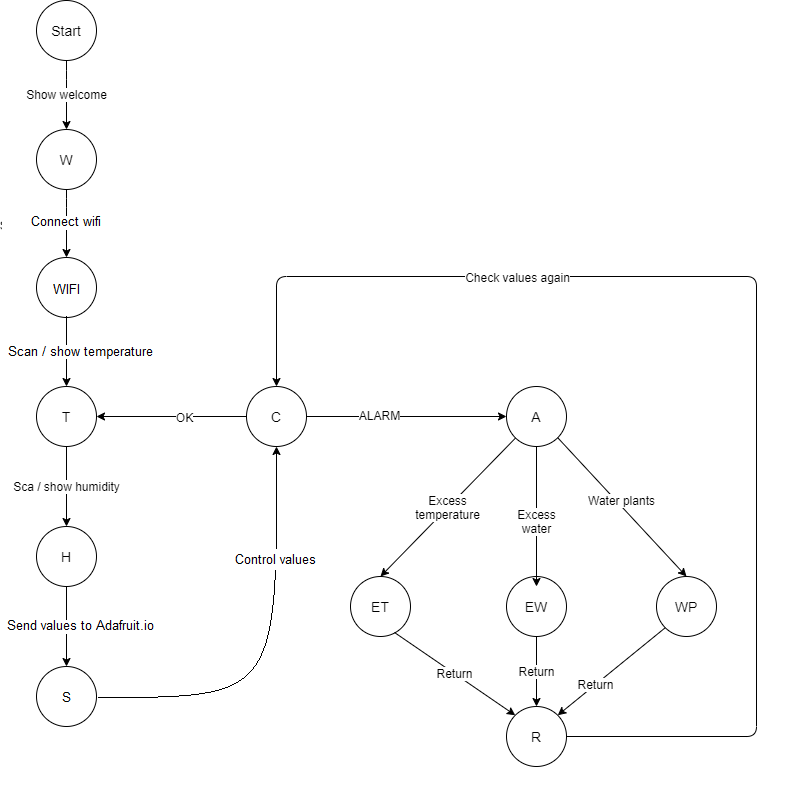 Start
Show welcome
W
Connect wifi
WIFI
Check values again
Scan / show temperature
T
OK
C
ALARM
A
Sca / show humidity
Excess
temperature
Excess
water
Water plants
H
Control values
ET
EW
WP
Send values to Adafruit.io
Return
Return
Return
S
R